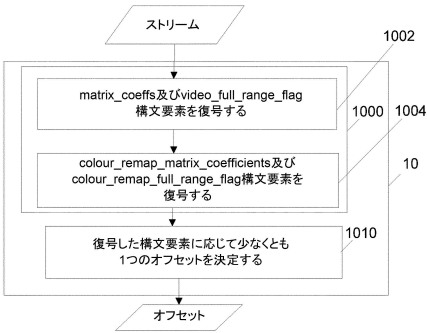 ストリーム
1002
matrix_coeffs及びvideo_full_range_flag
構文要素を復号する
1000
1004
colour_remap_matrix_coefficients及び
colour_remap_full_range_flag構文要素を
復号する
10
1010
復号した構文要素に応じて少なくとも
1つのオフセットを決定する
オフセット